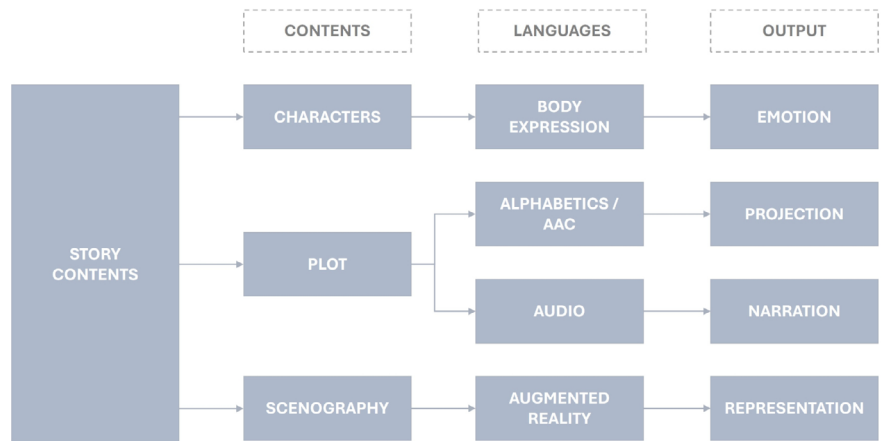 CONTENTS
LANGUAGES
OUTPUT
STORY
CONTENTS
CHARACTERS
BODY
EXPRESSION
EMOTION
PLOT
ALPHABETICS /
AAC
PROJECTION
AUDIO
NARRATION
SCENOGRAPHY
AUGMENTED
REALITY
REPRESENTATION